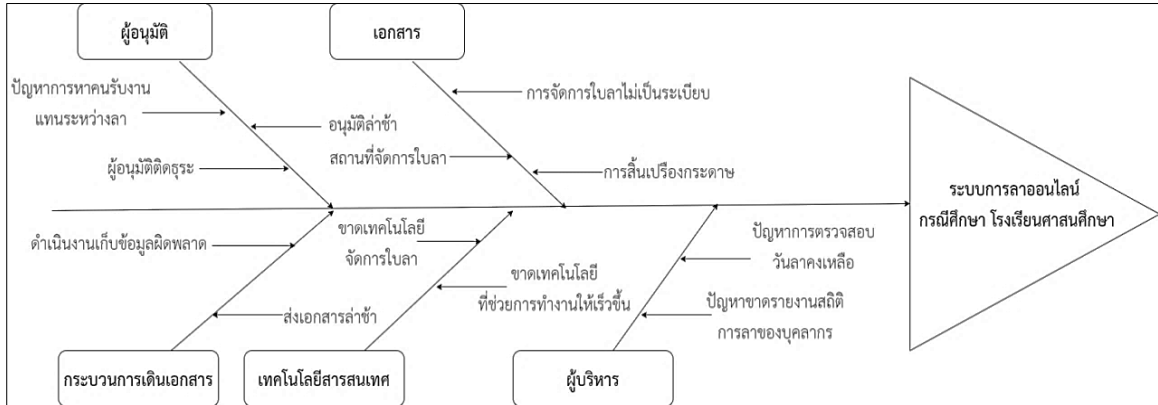 ผู้อนุมัติ
เอกสาร
ปัญหาการหาคนรับงาน
แทนระหว่างลา
อนุมัติล่าช้า
ผู้อนุมัติติดธุระ
การจัดการใบลาไม่เป็นระเบียบ
สถานที่จัดการใบลา
การสิ้นเปรืองกระดาษ
ระบบการลาออนไลน์
กรณีศึกษา โรงเรียนศาสนศึกษา
ดำเนินงานเก็บข้อมูลผิดพลาด
ส่งเอกสารล่าช้า
ขาดเทคโนโลยี
จัดการใบลา
ขาดเทคโนโลยี
ที่ช่วยการทำงานให้เร็วขึ้น
ปัญหาการตรวจสอบ
วันลาคงเหลือ
ปัญหาขาดรายงานสถิติ
การลาของบุคลากร
กระบวนการเดินเอกสาร
เทคโนโลยีสารสนเทศ
ผู้บริหาร